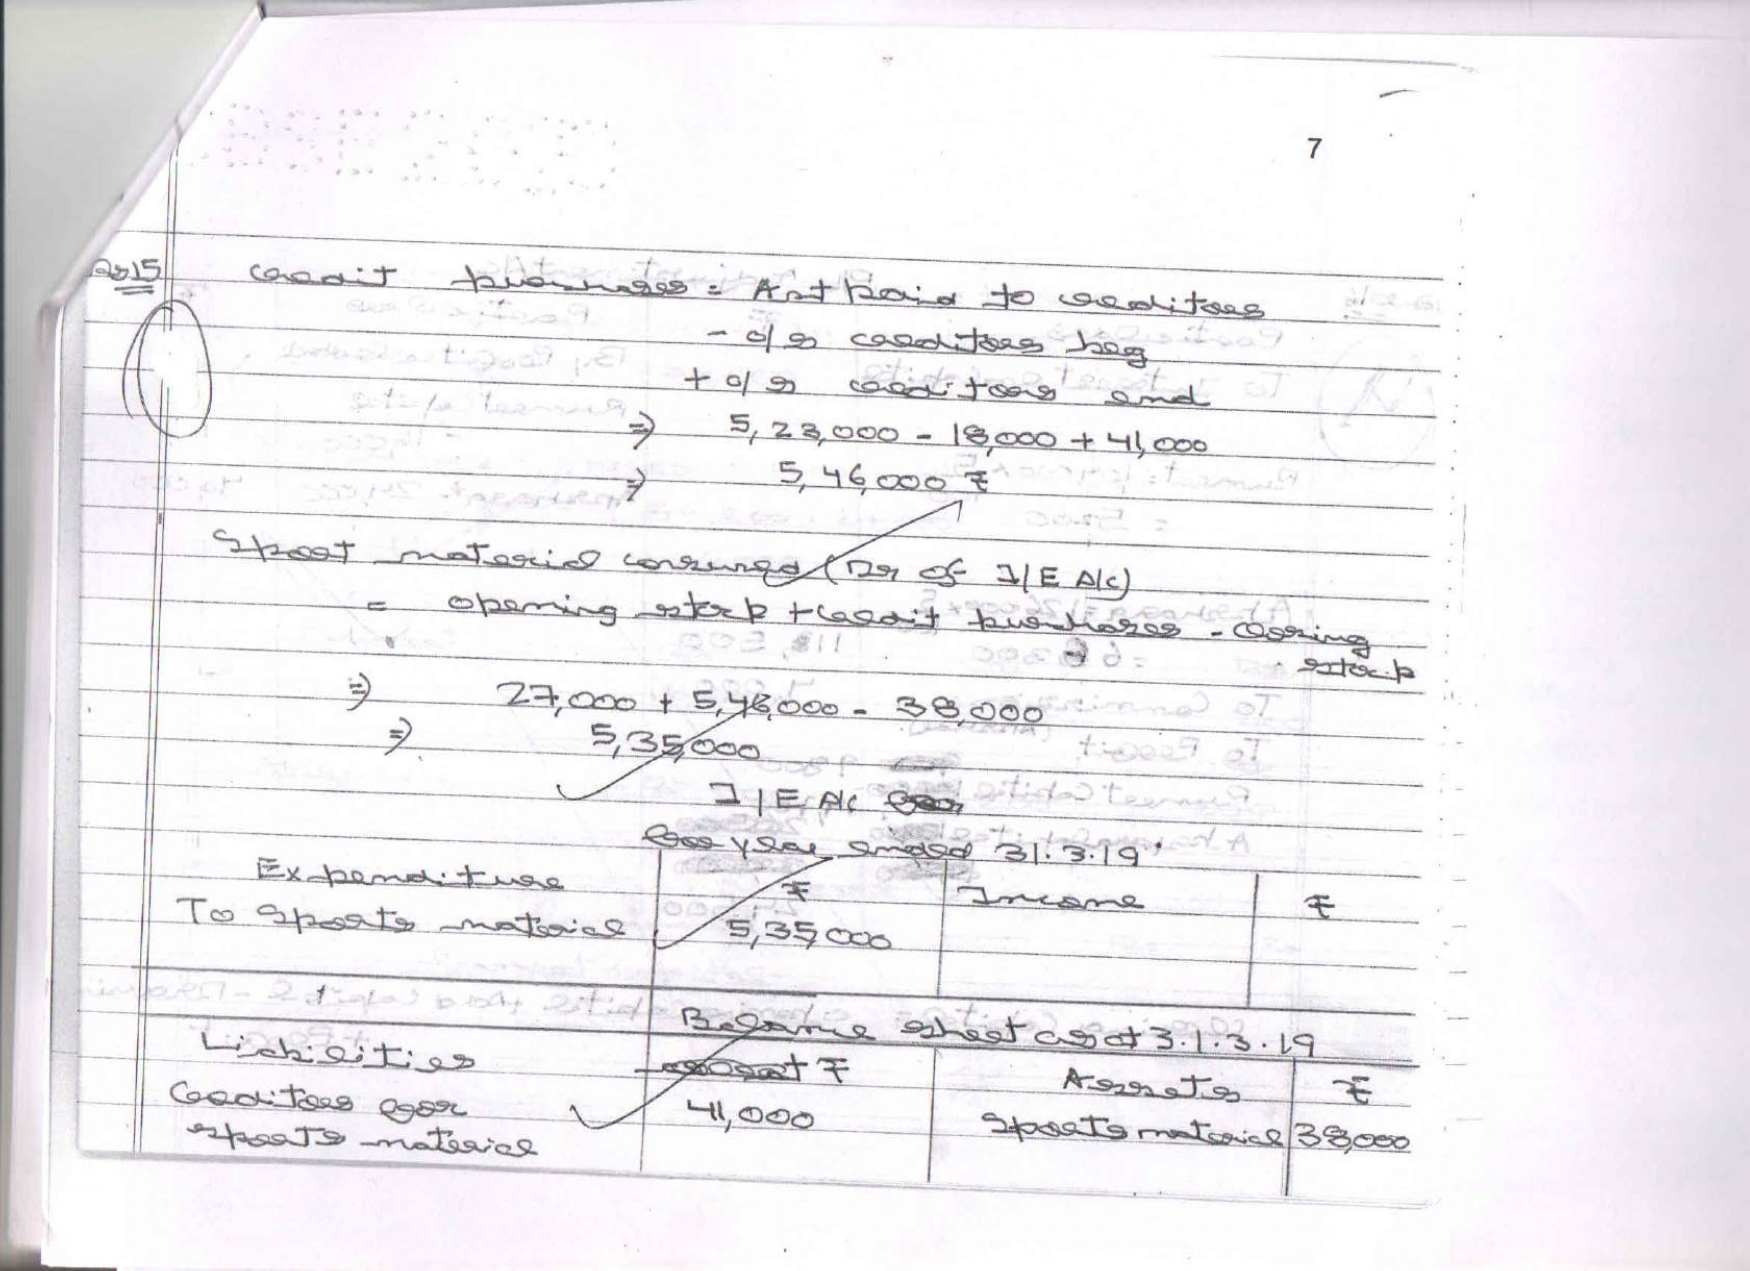 7
Ans15 Credit purchases = Amt paid to creditors
- o/s creditors beg
+ o/s creditors end
⇒ 5,23,000 - 18,000 + 41,000
⇒ 5,46,000 ₹
Sport material consumed (Dr of I/E A/c)
= opening stock + credit purchases - closing
stock
⇒ 27,000 + 5,46,000 - 38,000
⇒ 5,35,000
I/E A/c
for year ended 31.3.19
Expenditure ₹ Income ₹
To Sports material 5,35,000
Balance sheet as at 3.1.3.19
Liabilities ₹ Assets ₹
Creditors for 41,000 Sports material 38,000
sports material